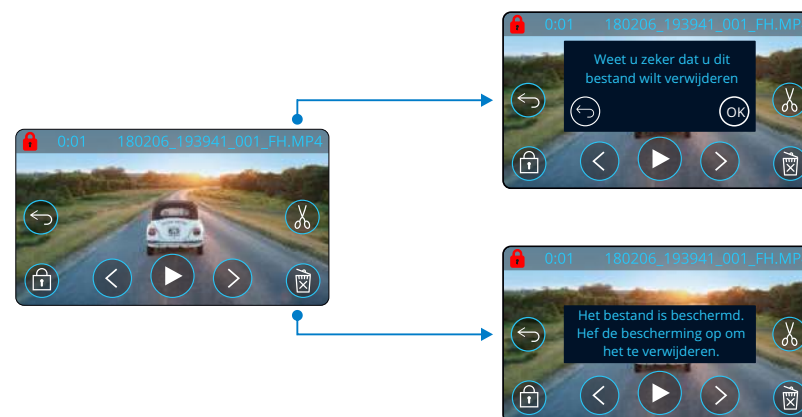 0:01 180206_193941_001_FH.MP4
0:01 180206_193941_001_FH.MP
Weet u zeker dat u dit
bestand wilt verwijderen
OK
0:01 180206_193941_001_FH.MP
Het bestand is beschermd.
Hef de bescherming op om
het te verwijderen.